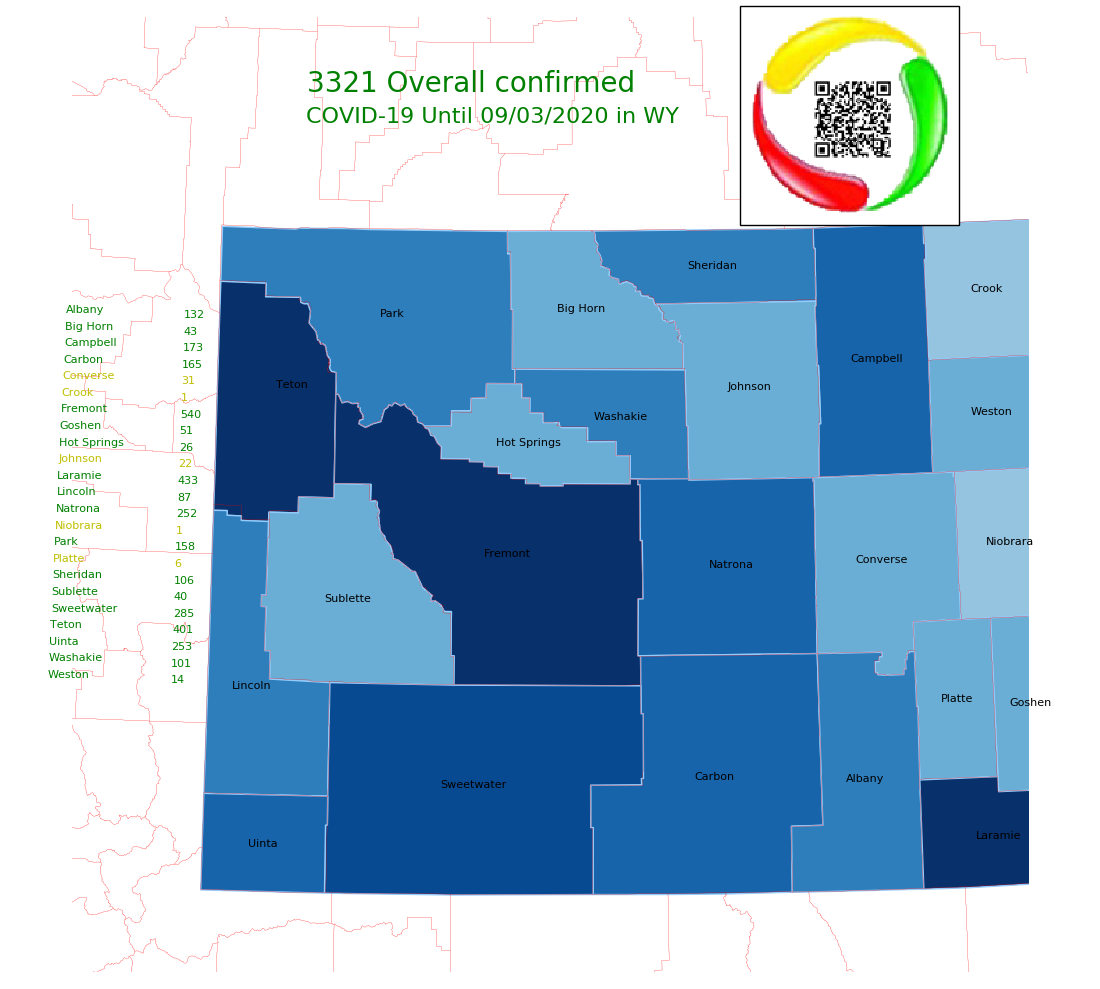 3321 Overall confirmed
COVID-19 Until 09/03/2020 in WY
Albany 132
Big Horn 43
Campbell 173
Carbon 165
Converse 31
Crook 1
Fremont 540
Goshen 51
Hot Springs 26
Johnson 22
Laramie 433
Lincoln 87
Natrona 252
Niobrara 1
Park 158
Platte 6
Sheridan 106
Sublette 40
Sweetwater 285
Teton 401
Uinta 253
Washakie 101
Weston 14
Sheridan
Crook
Big Horn
Park
Campbell
Teton
Johnson
Weston
Washakie
Hot Springs
Niobrara
Fremont
Converse
Natrona
Sublette
Lincoln
Platte
Goshen
Carbon
Albany
Sweetwater
Laramie
Uinta